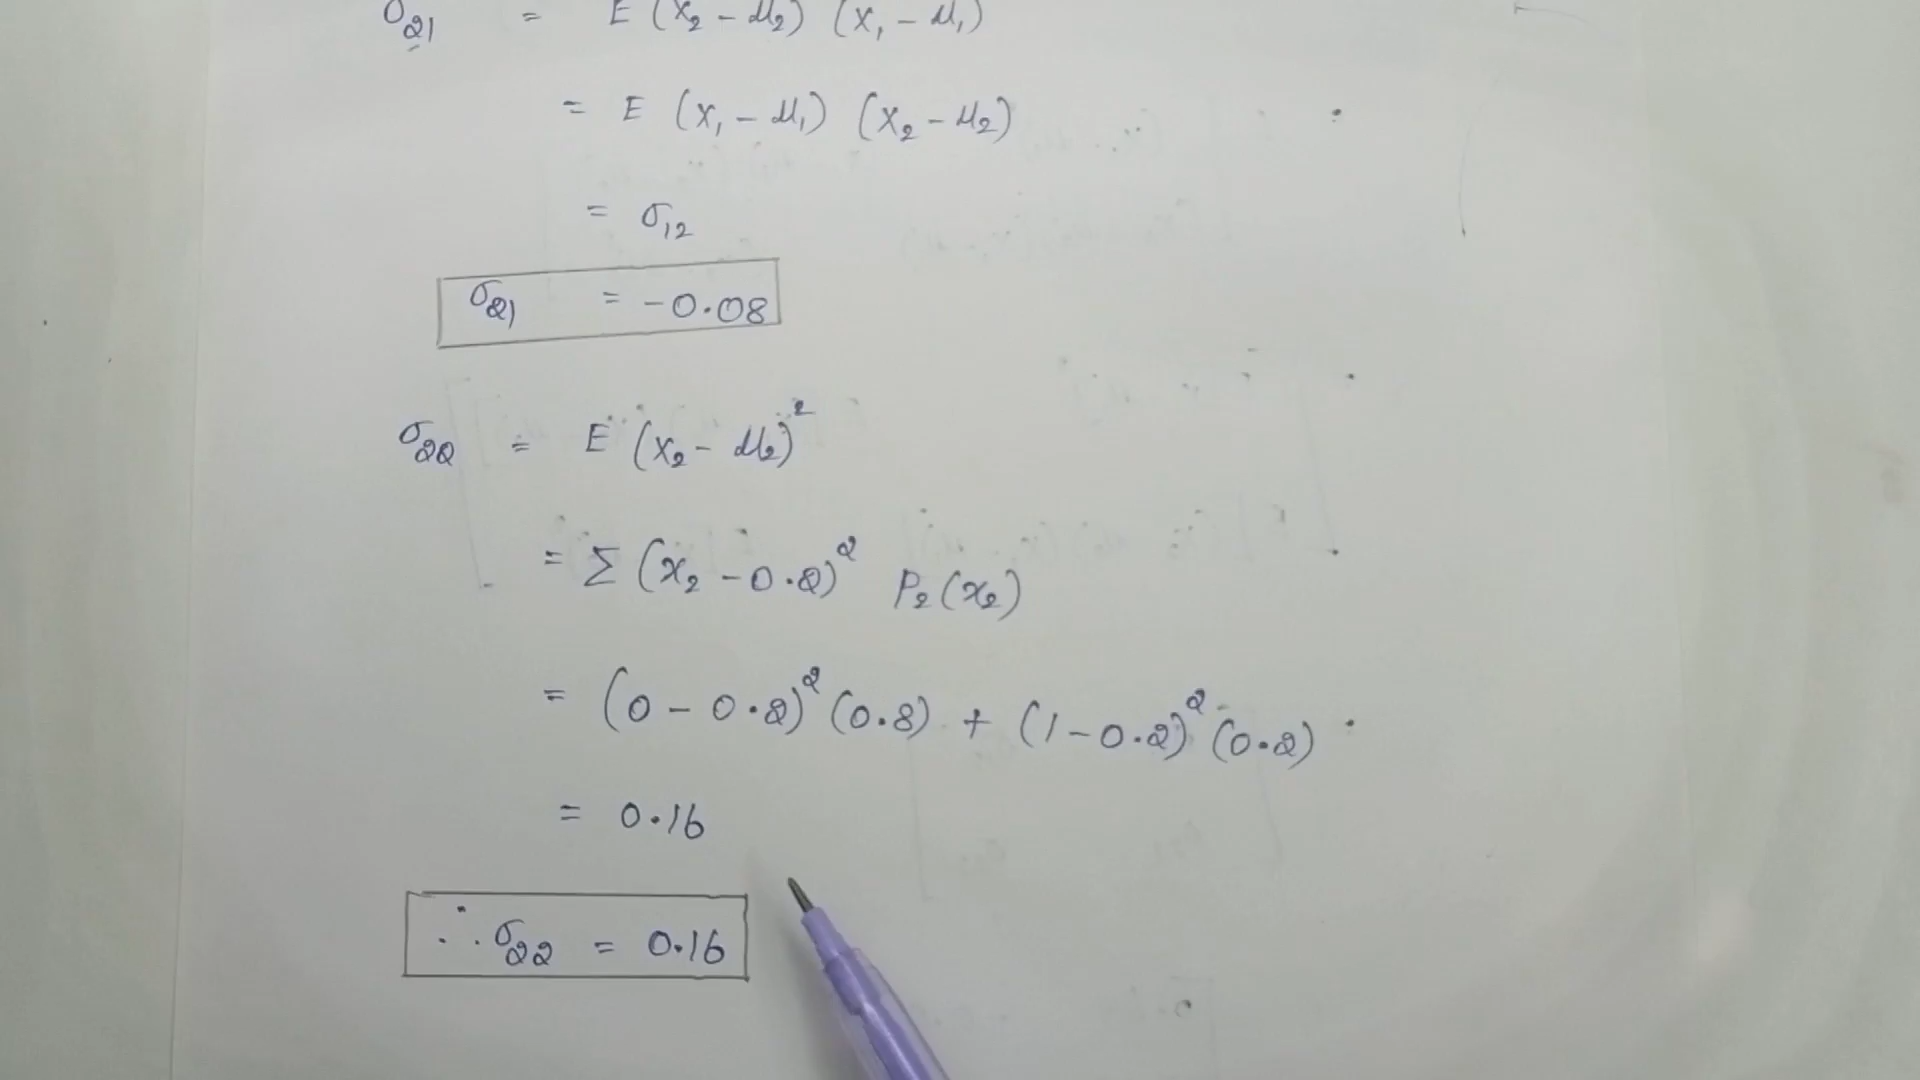 σ₂₁ = E (X₂ - μ₂) (X₁ - μ₁)
= E (X₁ - μ₁) (X₂ - μ₂)
= σ₁₂
σ₂₁ = -0.08
σ₂₂ = E (X₂ - μ₂)²
= Σ (x₂ - 0.2)² P₂(x₂)
= (0 - 0.2)² (0.8) + (1 - 0.2)² (0.2)
= 0.16
∴ σ₂₂ = 0.16